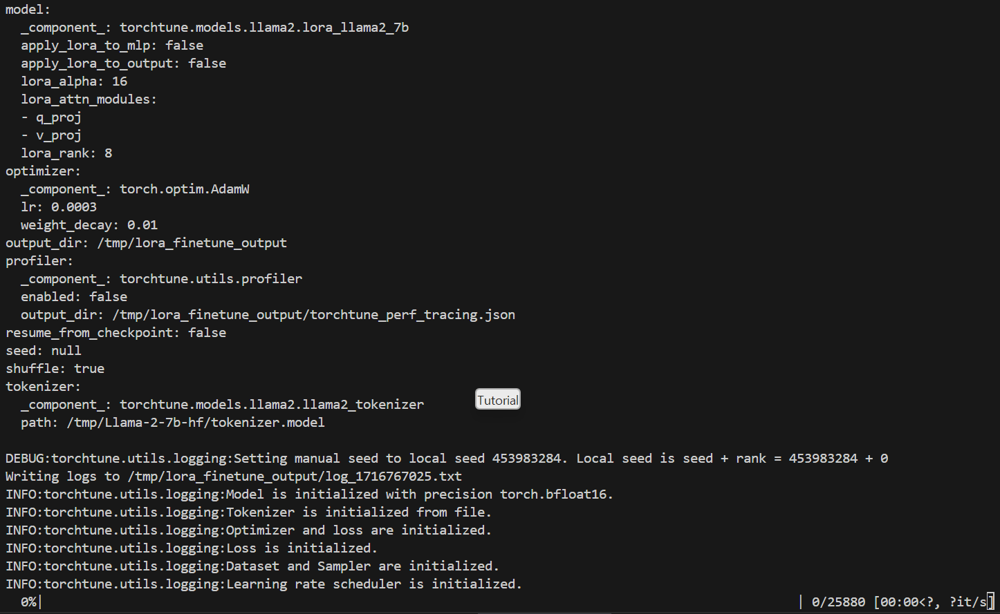 model:
  _component_: torchtune.models.llama2.lora_llama2_7b
  apply_lora_to_mlp: false
  apply_lora_to_output: false
  lora_alpha: 16
  lora_attn_modules:
  - q_proj
  - v_proj
  lora_rank: 8
optimizer:
  _component_: torch.optim.AdamW
  lr: 0.0003
  weight_decay: 0.01
output_dir: /tmp/lora_finetune_output
profiler:
  _component_: torchtune.utils.profiler
  enabled: false
  output_dir: /tmp/lora_finetune_output/torchtune_perf_tracing.json
resume_from_checkpoint: false
seed: null
shuffle: true
tokenizer:
  _component_: torchtune.models.llama2.llama2_tokenizer
Tutorial
  path: /tmp/Llama-2-7b-hf/tokenizer.model

DEBUG:torchtune.utils.logging:Setting manual seed to local seed 453983284. Local seed is seed + rank = 453983284 + 0
Writing logs to /tmp/lora_finetune_output/log_1716767025.txt
INFO:torchtune.utils.logging:Model is initialized with precision torch.bfloat16.
INFO:torchtune.utils.logging:Tokenizer is initialized from file.
INFO:torchtune.utils.logging:Optimizer and loss are initialized.
INFO:torchtune.utils.logging:Loss is initialized.
INFO:torchtune.utils.logging:Dataset and Sampler are initialized.
INFO:torchtune.utils.logging:Learning rate scheduler is initialized.
  0%| | 0/25880 [00:00<?, ?it/s]